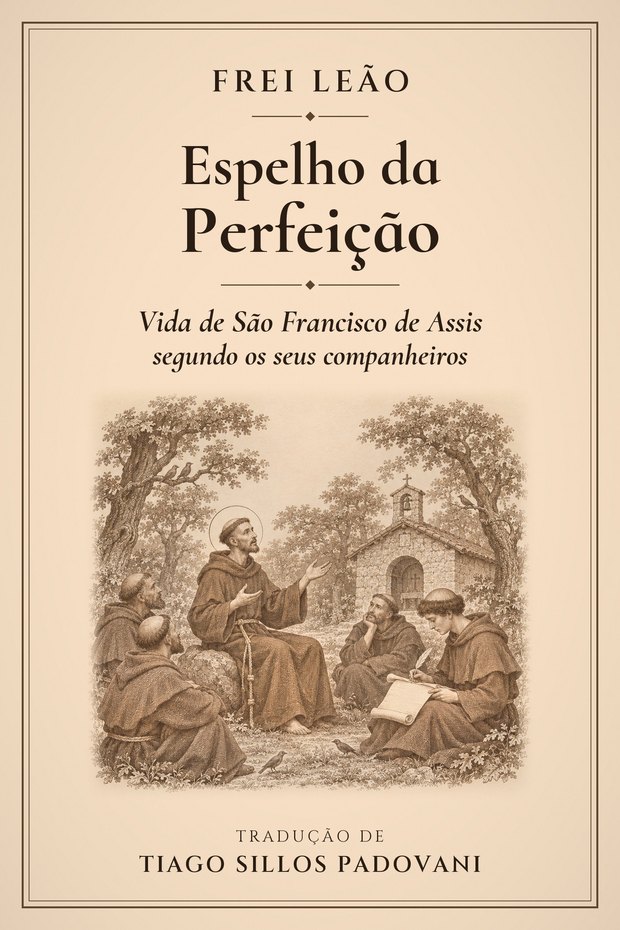 FREI LEÃO
Espelho da
Perfeição
Vida de São Francisco de Assis
segundo os seus companheiros
TRADUÇÃO DE
TIAGO SILLOS PADOVANI